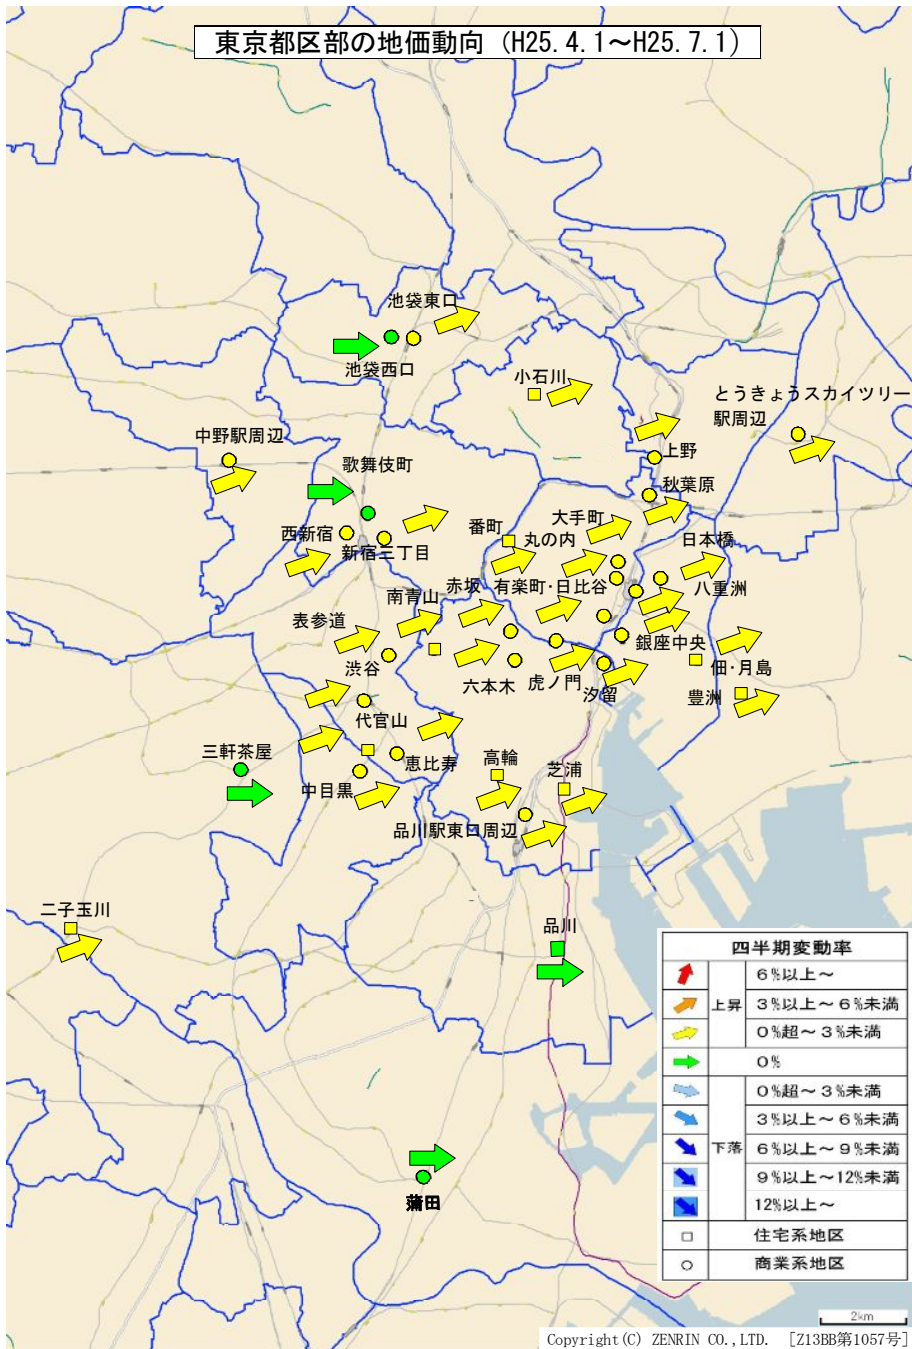 東京都区部の地価動向 (H25.4.1～H25.7.1)
池袋東口
池袋西口
小石川
とうきょうスカイツリー
駅周辺
中野駅周辺
上野
歌舞伎町
秋葉原
西新宿
新宿三丁目
番町
大手町
丸の内
日本橋
南青山
赤坂
有楽町・日比谷
八重洲
表参道
銀座中央
渋谷
六本木
虎ノ門
汐留
佃・月島
豊洲
代官山
三軒茶屋
恵比寿
高輪
芝浦
中目黒
品川駅東口周辺
二子玉川
品川
蒲田
四半期変動率
上昇
6%以上～
3%以上～6%未満
0%超～3%未満
0%
下落
0%超～3%未満
3%以上～6%未満
6%以上～9%未満
9%以上～12%未満
12%以上～
住宅系地区
商業系地区
2km
Copyright(C) ZENRIN CO.,LTD. [Z13BB第1057号]